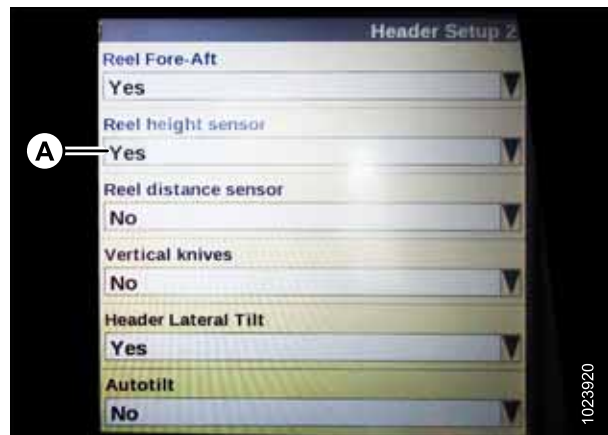 Header Setup 2
Reel Fore-Aft
Yes
Reel height sensor
A
Yes
Reel distance sensor
No
Vertical knives
No
Header Lateral Tilt
Yes
Autotilt
No
1023920